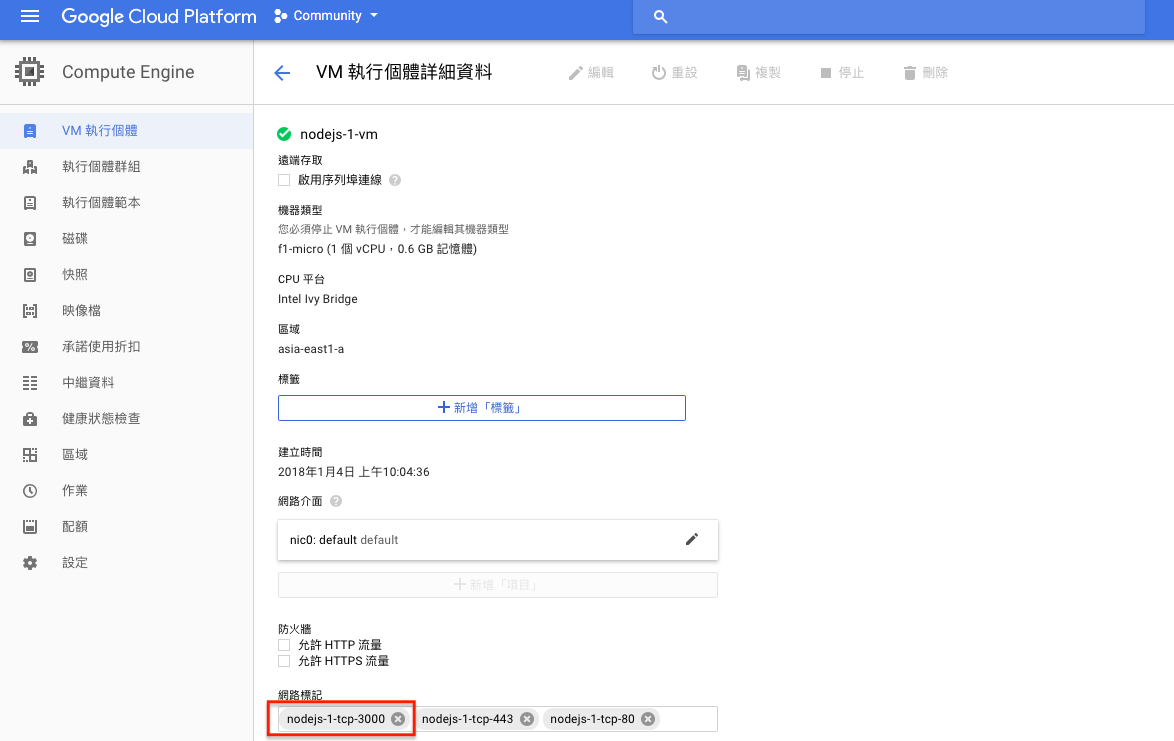 Google Cloud Platform Community
Compute Engine
VM 執行個體詳細資料
編輯 重設 複製 停止 刪除
VM 執行個體
執行個體群組
執行個體範本
磁碟
快照
映像檔
承諾使用折扣
中繼資料
健康狀態檢查
區域
作業
配額
設定
nodejs-1-vm
遠端存取
啟用序列埠連線
機器類型
您必須停止 VM 執行個體，才能編輯其機器類型
f1-micro (1 個 vCPU，0.6 GB 記憶體)
CPU 平台
Intel Ivy Bridge
區域
asia-east1-a
標籤
新增「標籤」
建立時間
2018年1月4日 上午10:04:36
網路介面
nic0: default default
新增「項目」
防火牆
允許 HTTP 流量
允許 HTTPS 流量
網路標記
nodejs-1-tcp-3000 nodejs-1-tcp-443 nodejs-1-tcp-80